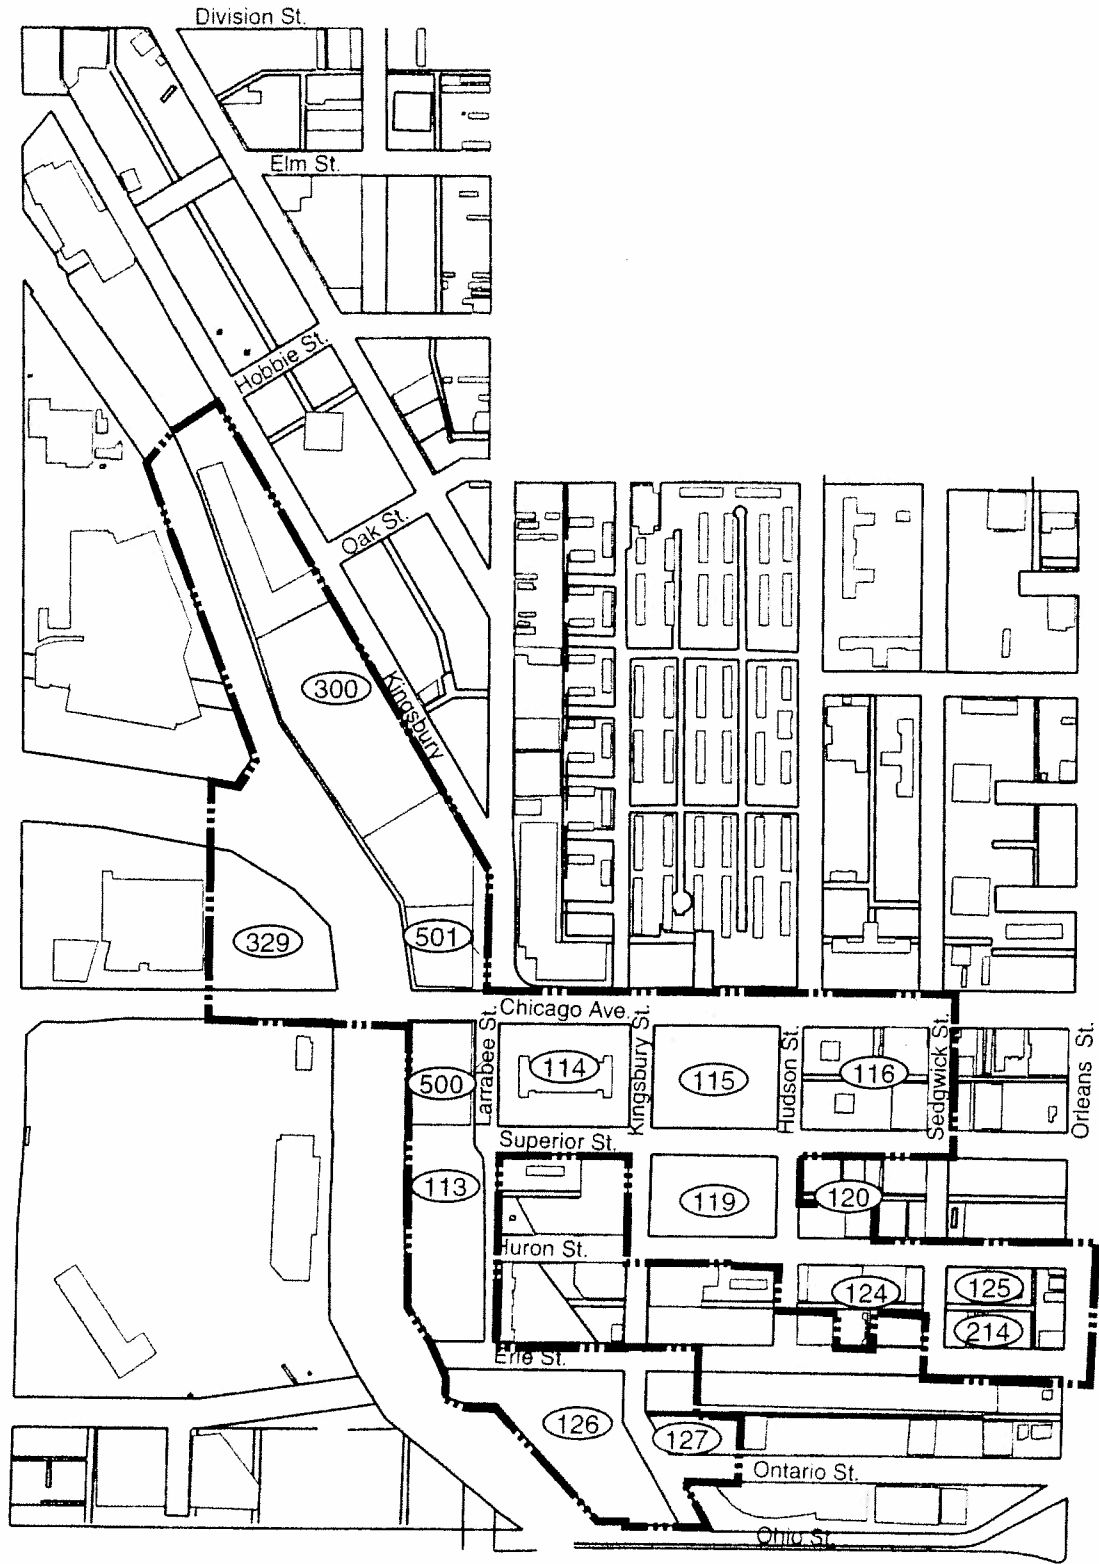 Division St.
Elm St.
Hobbie St.
Oak St.
300
Kingsbury
329
501
Chicago Ave.
Larrabee St.
Kingsbury St.
Hudson St.
Sedgwick St.
Orleans St.
500
114
115
116
Superior St.
113
119
120
Huron St.
124
125
214
Erie St.
126
127
Ontario St.
Ohio St.